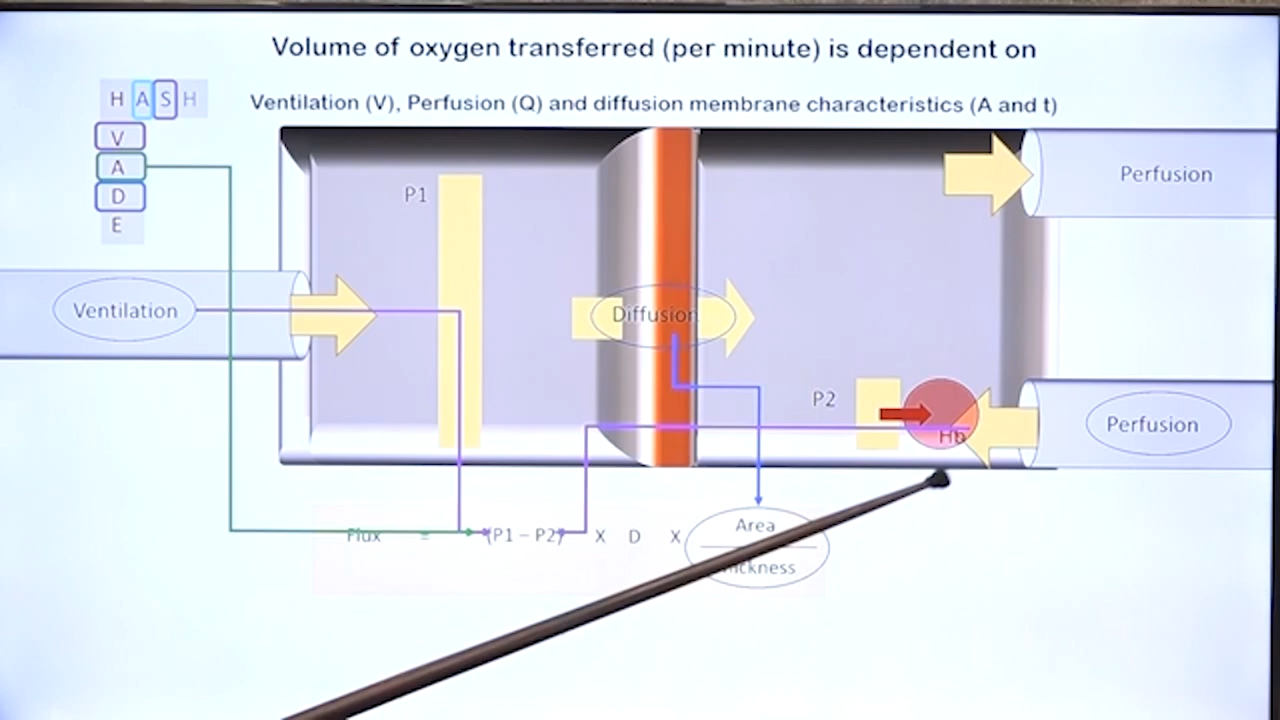 Volume of oxygen transferred (per minute) is dependent on
Ventilation (V), Perfusion (Q) and diffusion membrane characteristics (A and t)
H A S H
V
A
D
E
P1
Perfusion
Ventilation
Diffusion
P2
Hb
Perfusion
Flux = (P1 – P2) X D X
Area